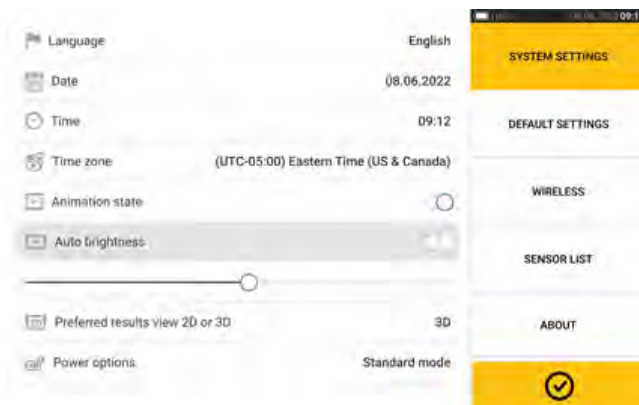 Language English
Date 08.06.2022
Time 09:12
Time zone (UTC-05:00) Eastern Time (US & Canada)
Animation state
Auto brightness
Preferred results view 2D or 3D 3D
Power options Standard mode
SYSTEM SETTINGS
DEFAULT SETTINGS
WIRELESS
SENSOR LIST
ABOUT